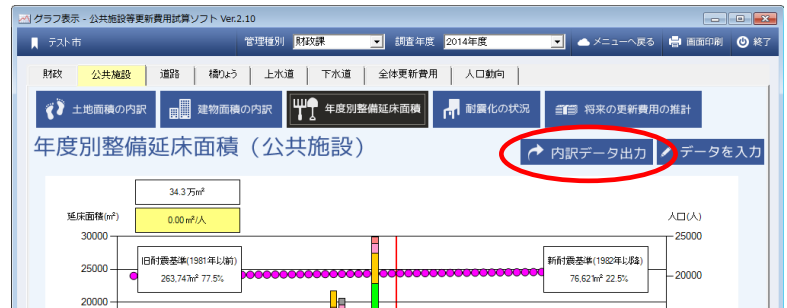 グラフ表示 - 公共施設等更新費用試算ソフト Ver.2.10
テスト市 管理種別 財政課 調査年度 2014年度 メニューへ戻る 画面印刷 終了
財政 公共施設 道路 橋りょう 上水道 下水道 全体更新費用 人口動向
土地面積の内訳 建物面積の内訳 年度別整備延床面積 耐震化の状況 将来の更新費用の推計
年度別整備延床面積（公共施設） 内訳データ出力 データを入力
34.3万㎡
延床面積(㎡) 0.00㎡/人 人口(人)
30000 25000
旧耐震基準(1981年以前) 新耐震基準(1982年以降)
25000 263,747㎡ 77.5% 76,621㎡ 22.5% 20000
20000